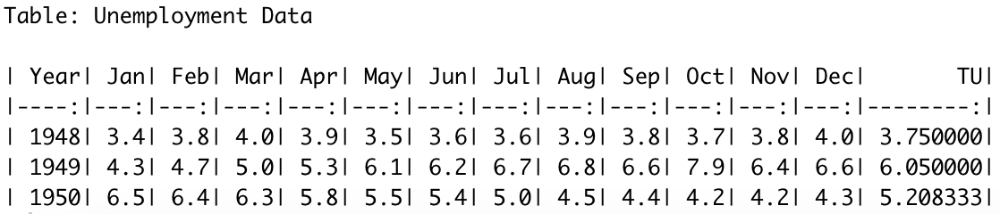 Table: Unemployment Data
| Year| Jan| Feb| Mar| Apr| May| Jun| Jul| Aug| Sep| Oct| Nov| Dec|       TU|
|----:|---:|---:|---:|---:|---:|---:|---:|---:|---:|---:|---:|---:|--------:|
| 1948| 3.4| 3.8| 4.0| 3.9| 3.5| 3.6| 3.6| 3.9| 3.8| 3.7| 3.8| 4.0| 3.750000|
| 1949| 4.3| 4.7| 5.0| 5.3| 6.1| 6.2| 6.7| 6.8| 6.6| 7.9| 6.4| 6.6| 6.050000|
| 1950| 6.5| 6.4| 6.3| 5.8| 5.5| 5.4| 5.0| 4.5| 4.4| 4.2| 4.2| 4.3| 5.208333|